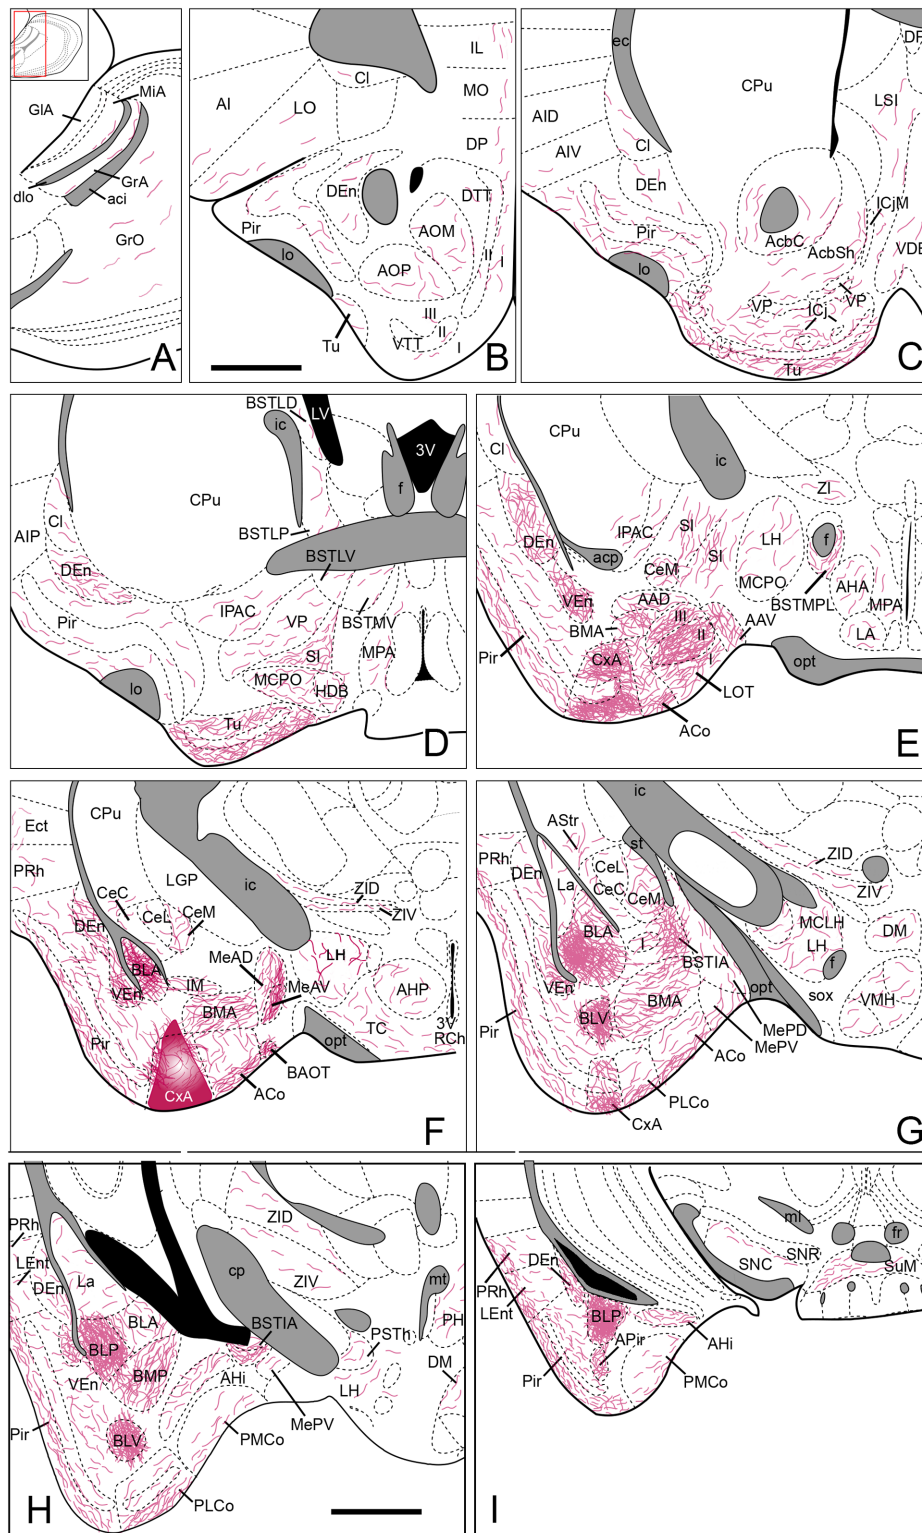 MiA
GlA
GrA
dlo
aci
GrO
A
IL
Cl
MO
AI
LO
DP
DEn
DTT
Pir
AOM
lo
AOP
II
I
III
Tu
II
VTT
I
B
ec
DP
CPu
LSI
AID
Cl
AIV
DEn
ICjM
Pir
AcbC
AcbSh
VDB
lo
VP
VP
ICj
Tu
C
BSTLD
LV
ic
3V
f
CPu
Cl
AIP
BSTLP
BSTLV
DEn
IPAC
Pir
VP
BSTMV
SI
MPA
lo
MCPO
HDB
Tu
D
CPu
Cl
ic
ZI
SI
IPAC
LH
f
DEn
SI
acp
CeM
MCPO
AHA
VEn
AAD
BSTMPL
MPA
III
AAV
BMA
II
LA
Pir
CxA
I
opt
LOT
ACo
E
CPu
Ect
PRh
LGP
ic
CeC
ZID
CeL
CeM
ZIV
DEn
MeAD
LH
BLA
VEn
IM
MeAV
AHP
BMA
3V
Pir
opt
TC
RCh
BAOT
CxA
ACo
F
ic
AStr
st
PRh
CeL
ZID
DEn
La
CeC
CeM
ZIV
MCLH
BLA
I
LH
DM
BSTIA
f
VEn
opt
sox
BMA
VMH
BLV
Pir
MePD
MePV
ACo
PLCo
CxA
G
PRh
ZID
LEnt
La
DEn
cp
ZIV
mt
BLA
BSTIA
PH
BLP
PSTh
BMP
VEn
AHi
DM
LH
MePV
Pir
BLV
PMCo
PLCo
H
ml
fr
DEn
SNR
SNC
SuM
PRh
LEnt
BLP
APir
AHi
Pir
PMCo
I